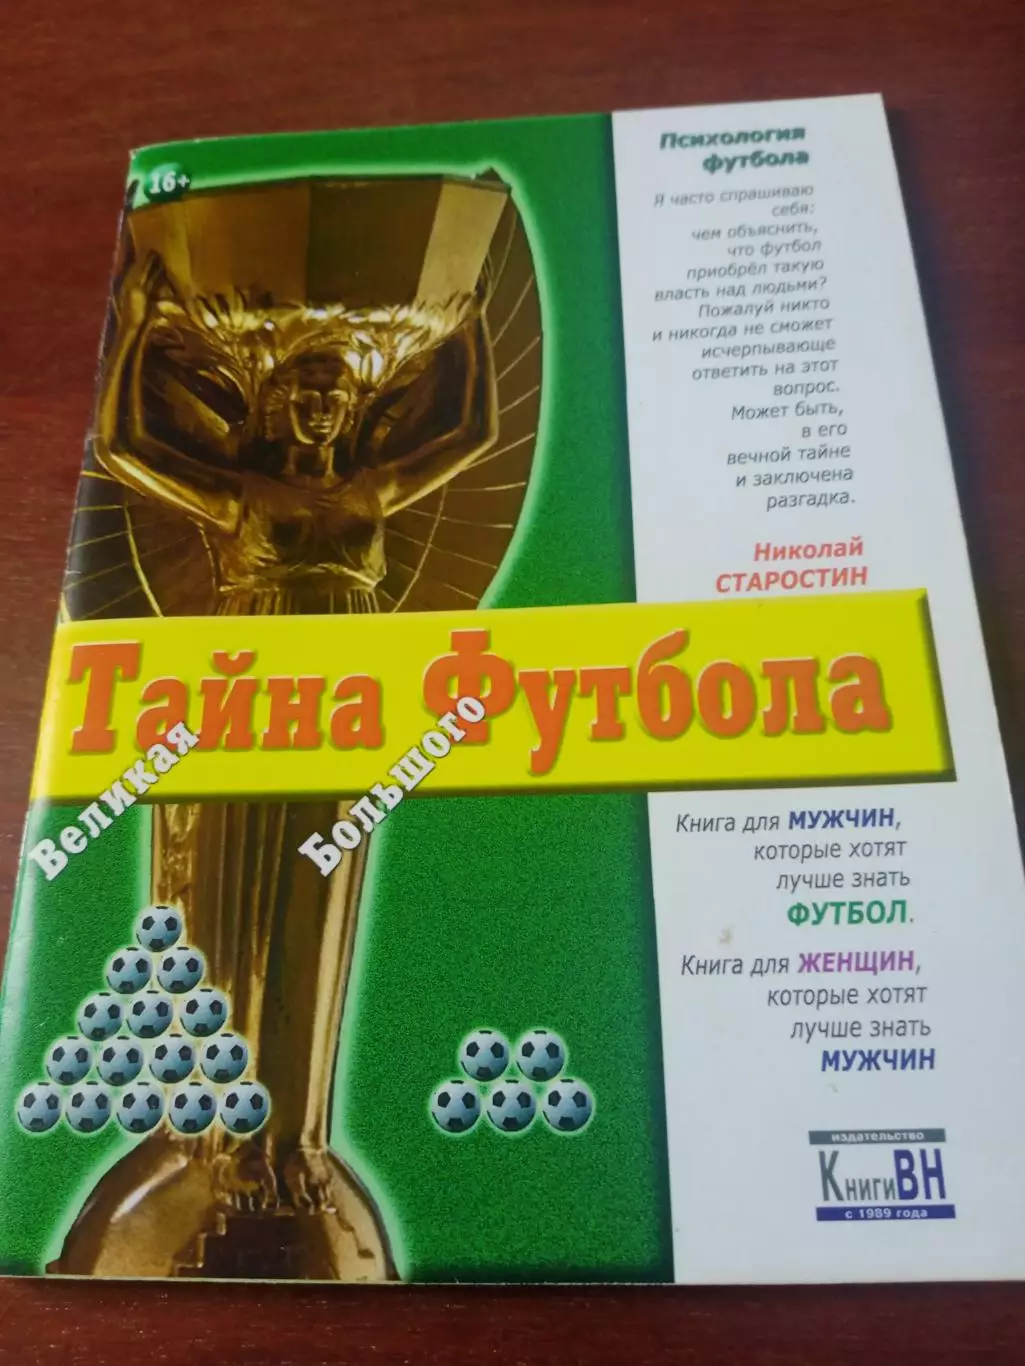 16+
Психология
футбола
Я часто спрашиваю
себя:
чем объяснить,
что футбол
приобрёл такую
власть над людьми?
Пожалуй никто
и никогда не сможет
исчерпывающе
ответить на этот
вопрос.
Может быть,
в его
вечной тайне
и заключена
разгадка.
Николай
СТАРОСТИН
Великая
Тайна
Большого
Футбола
Книга для МУЖЧИН,
которые хотят
лучше знать
ФУТБОЛ.
Книга для ЖЕНЩИН,
которые хотят
лучше знать
МУЖЧИН
издательство
КнигиВН
с 1989 года